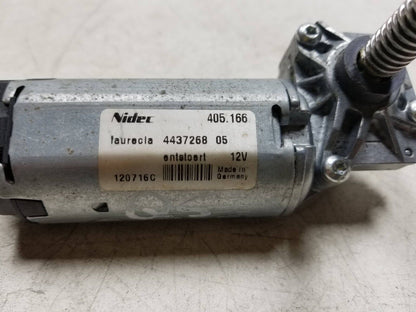 Nidec 405.166
faurecia 4437268 05
entstoert 12V
120716C Made in
Germany